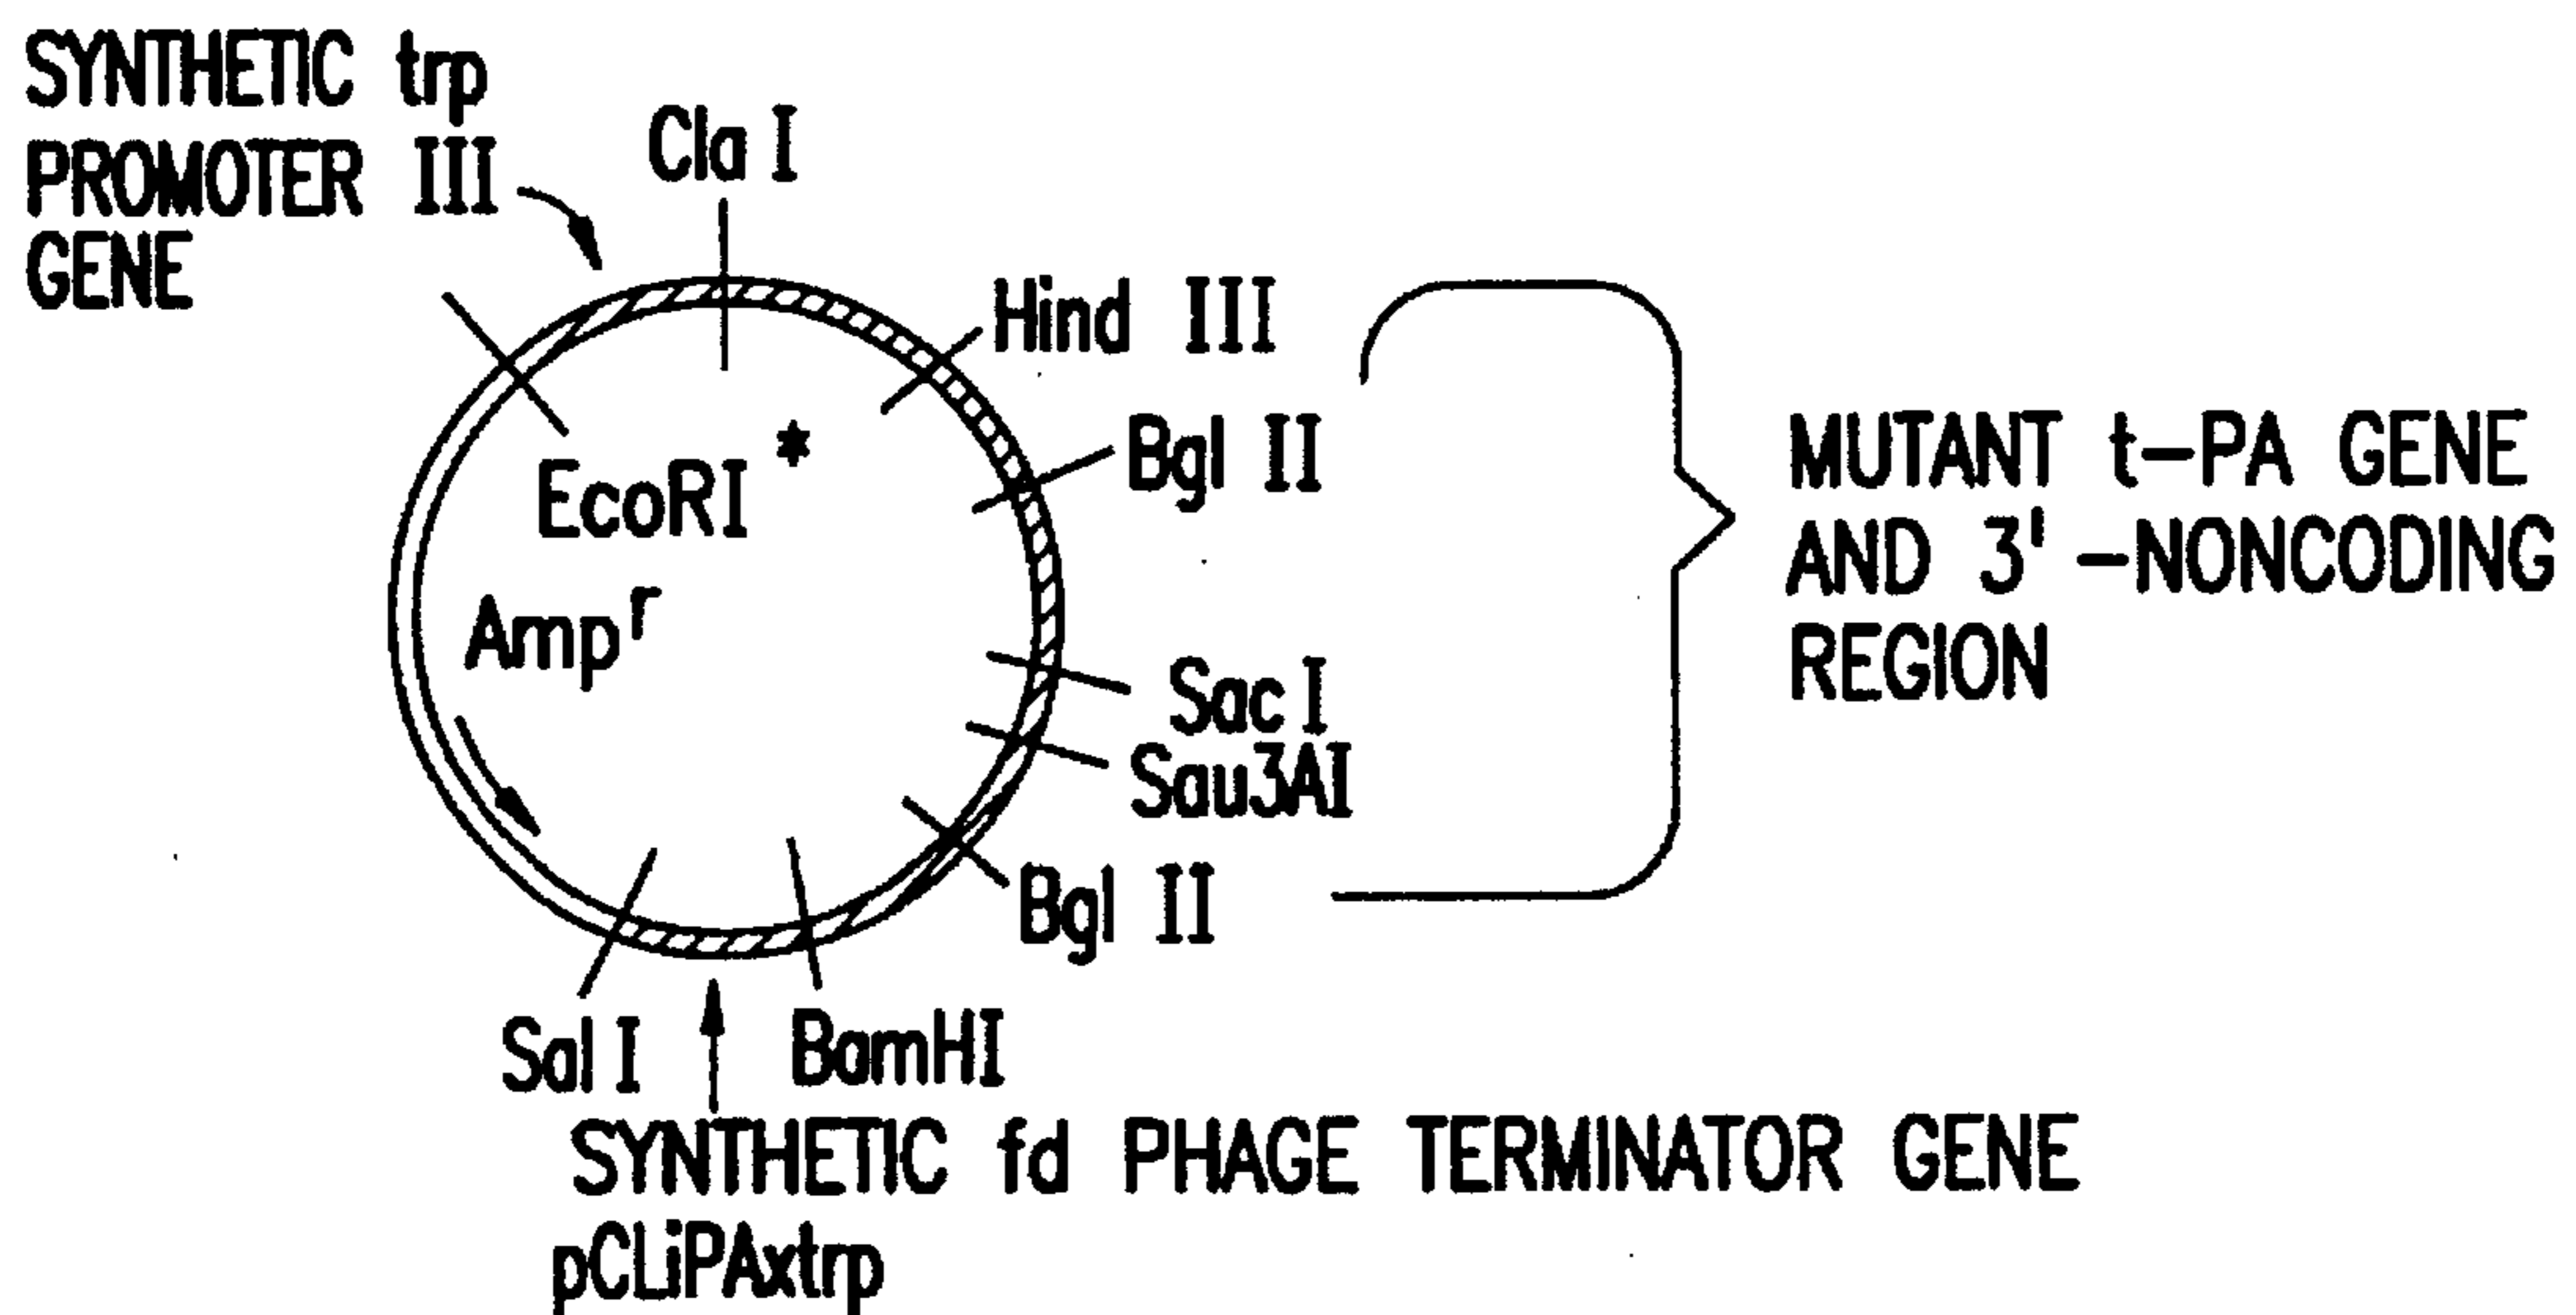 SYNTHETIC trp
PROMOTER III
GENE
Cla I
Hind III
Bgl II
EcoRI *
Amp r
MUTANT t-PA GENE
AND 3'-NONCODING
REGION
Sac I
Sau3AI
Bgl II
Sal I
BamHI
SYNTHETIC fd PHAGE TERMINATOR GENE
pCLiPAxtrp